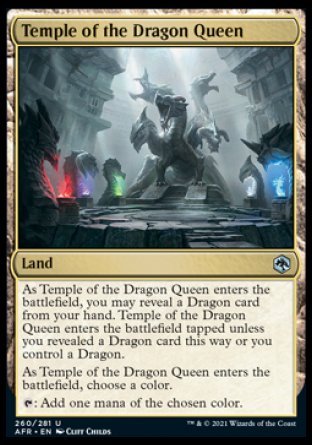 Temple of the Dragon Queen
Land
As Temple of the Dragon Queen enters the
battlefield, you may reveal a Dragon card
from your hand. Temple of the Dragon
Queen enters the battlefield tapped unless
you revealed a Dragon card this way or you
control a Dragon.
As Temple of the Dragon Queen enters the
battlefield, choose a color.
: Add one mana of the chosen color.
260/281 U
AFR • EN CLIFF CHILDS
™ & © 2021 Wizards of the Coast